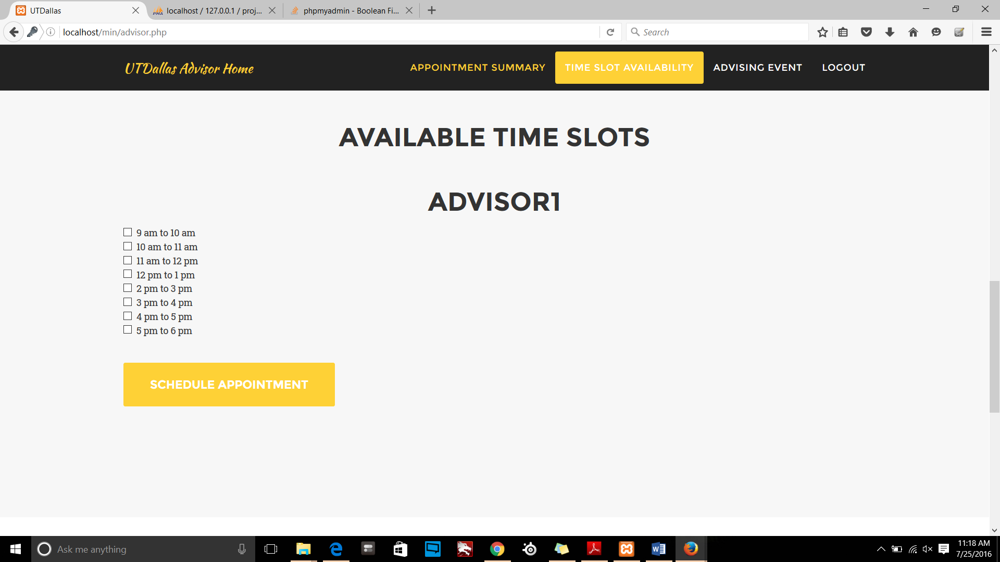 UTDallas
localhost / 127.0.0.1 / proj...
phpmyadmin - Boolean Fi...
localhost/min/advisor.php
Search
UTDallas Advisor Home
APPOINTMENT SUMMARY
TIME SLOT AVAILABILITY
ADVISING EVENT
LOGOUT
AVAILABLE TIME SLOTS
ADVISOR1
9 am to 10 am
10 am to 11 am
11 am to 12 pm
12 pm to 1 pm
2 pm to 3 pm
3 pm to 4 pm
4 pm to 5 pm
5 pm to 6 pm
SCHEDULE APPOINTMENT
Ask me anything
11:18 AM
7/25/2016